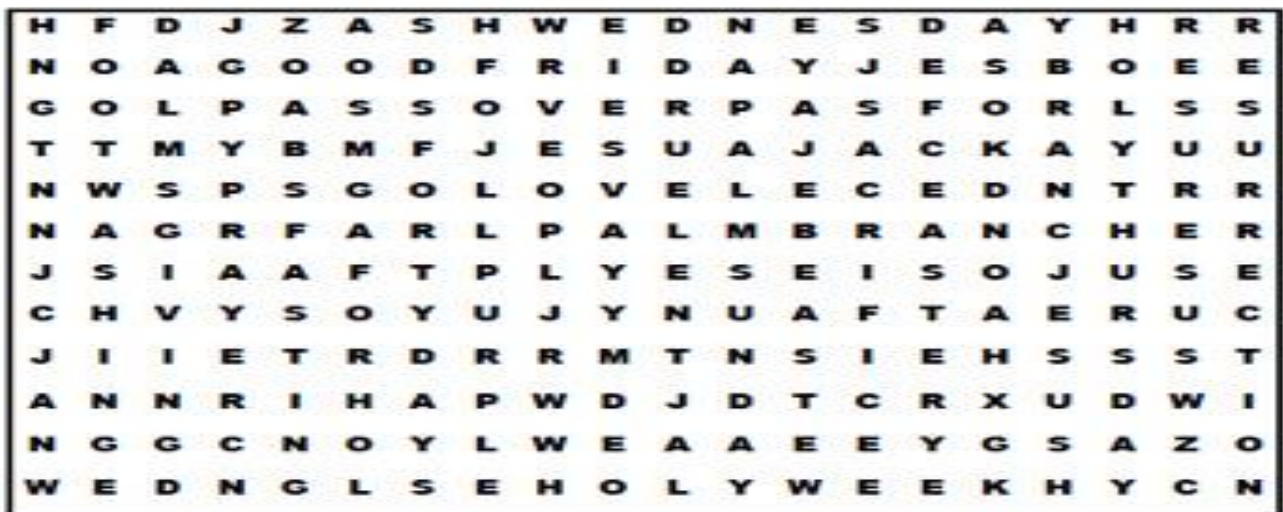 H F D J Z A S H W E D N E S D A Y H R R
N O A G O O D F R I D A Y J E S B O E E
G O L P A S S O V E R P A S F O R L S S
T T M Y B M F J E S U A J A C K A Y U U
N W S P S G O L O V E L E C E D N T R R
N A G R F A R L P A L M B R A N C H E R
J S I A A F T P L Y E S E I S O J U S E
C H V Y S O Y U J Y N U A F T A E R U C
J I I E T R D R R M T N S I E H S S S T
A N N R I H A P W D J D T C R X U D W I
N G G C N O Y L W E A A E E Y G S A Z O
W E D N G L S E H O L Y W E E K H Y C N